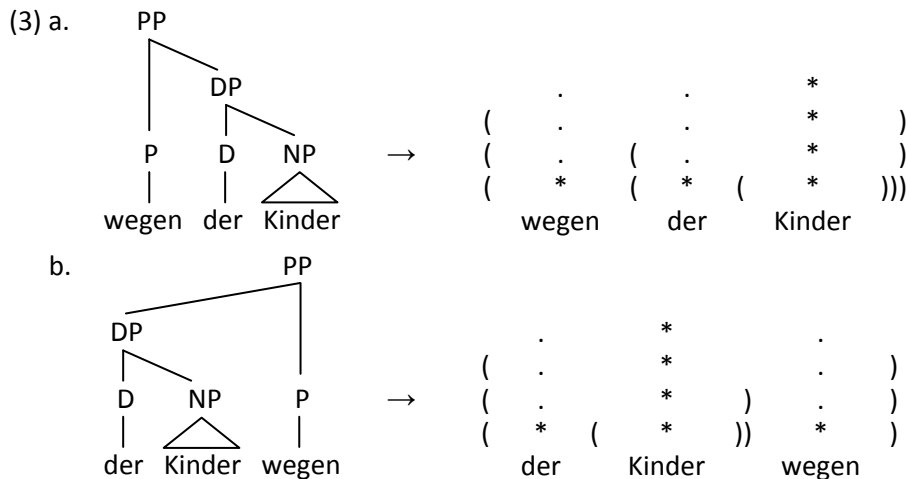 (3) a. PP
DP
. . *
( . . * )
P D NP → ( . ( . * )
( * ( * ( * )))
wegen der Kinder wegen der Kinder
b. PP
DP
. * .
( . * . )
D NP P → ( . * ) . )
( * ( * )) * )
der Kinder wegen der Kinder wegen